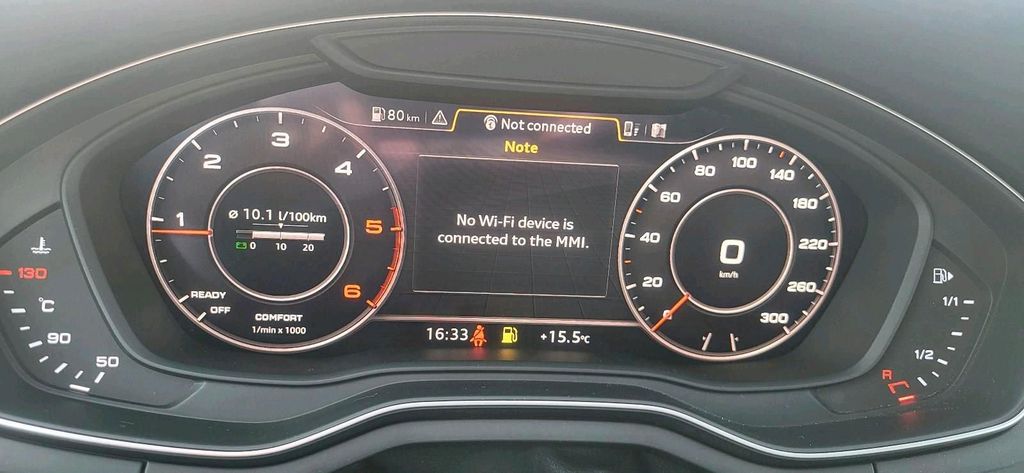 80 km
Not connected
Note
No Wi-Fi device is
connected to the MMI.
1
2
3
4
5
6
ø 10.1 l/100km
0 10 20
READY
OFF
COMFORT
1/min x 1000
20
40
60
80
100
140
180
220
260
300
0
km/h
16:33
+15.5°C
130
°C
90
50
1/1
1/2
R